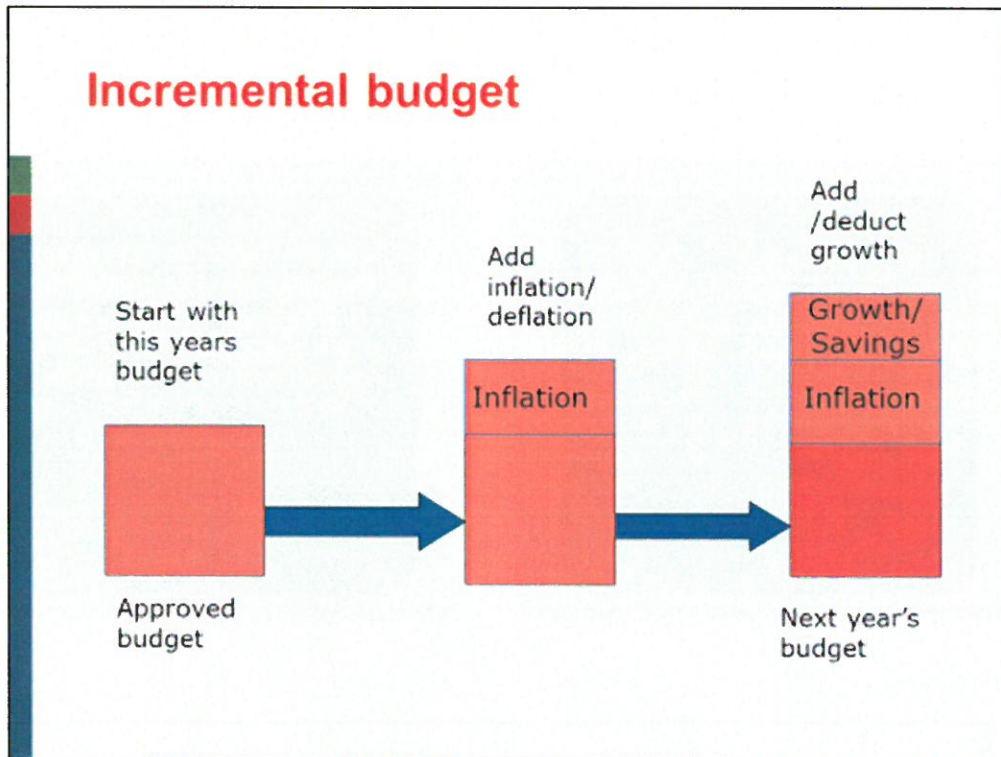 Incremental budget
Start with
this years
budget
Approved
budget
Add
inflation/
deflation
Inflation
Add
/deduct
growth
Growth/
Savings
Inflation
Next year's
budget